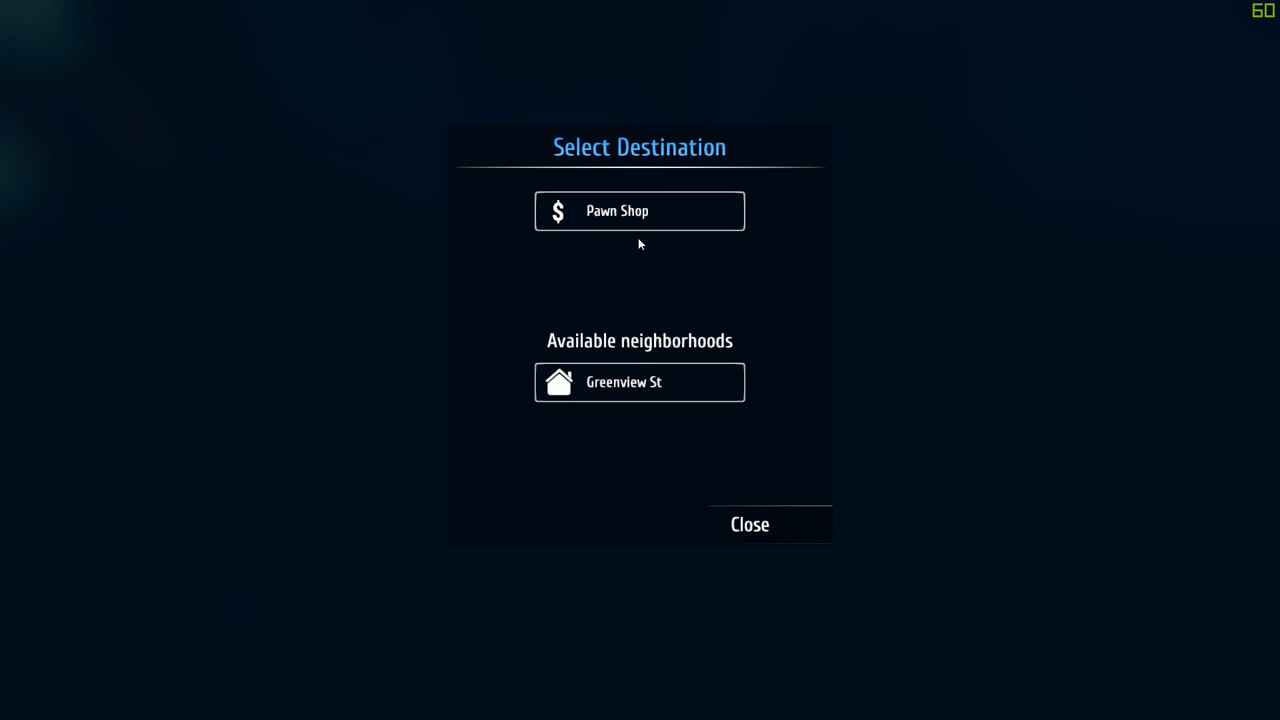 60
Select Destination
$ Pawn Shop
Available neighborhoods
Greenview St
Close